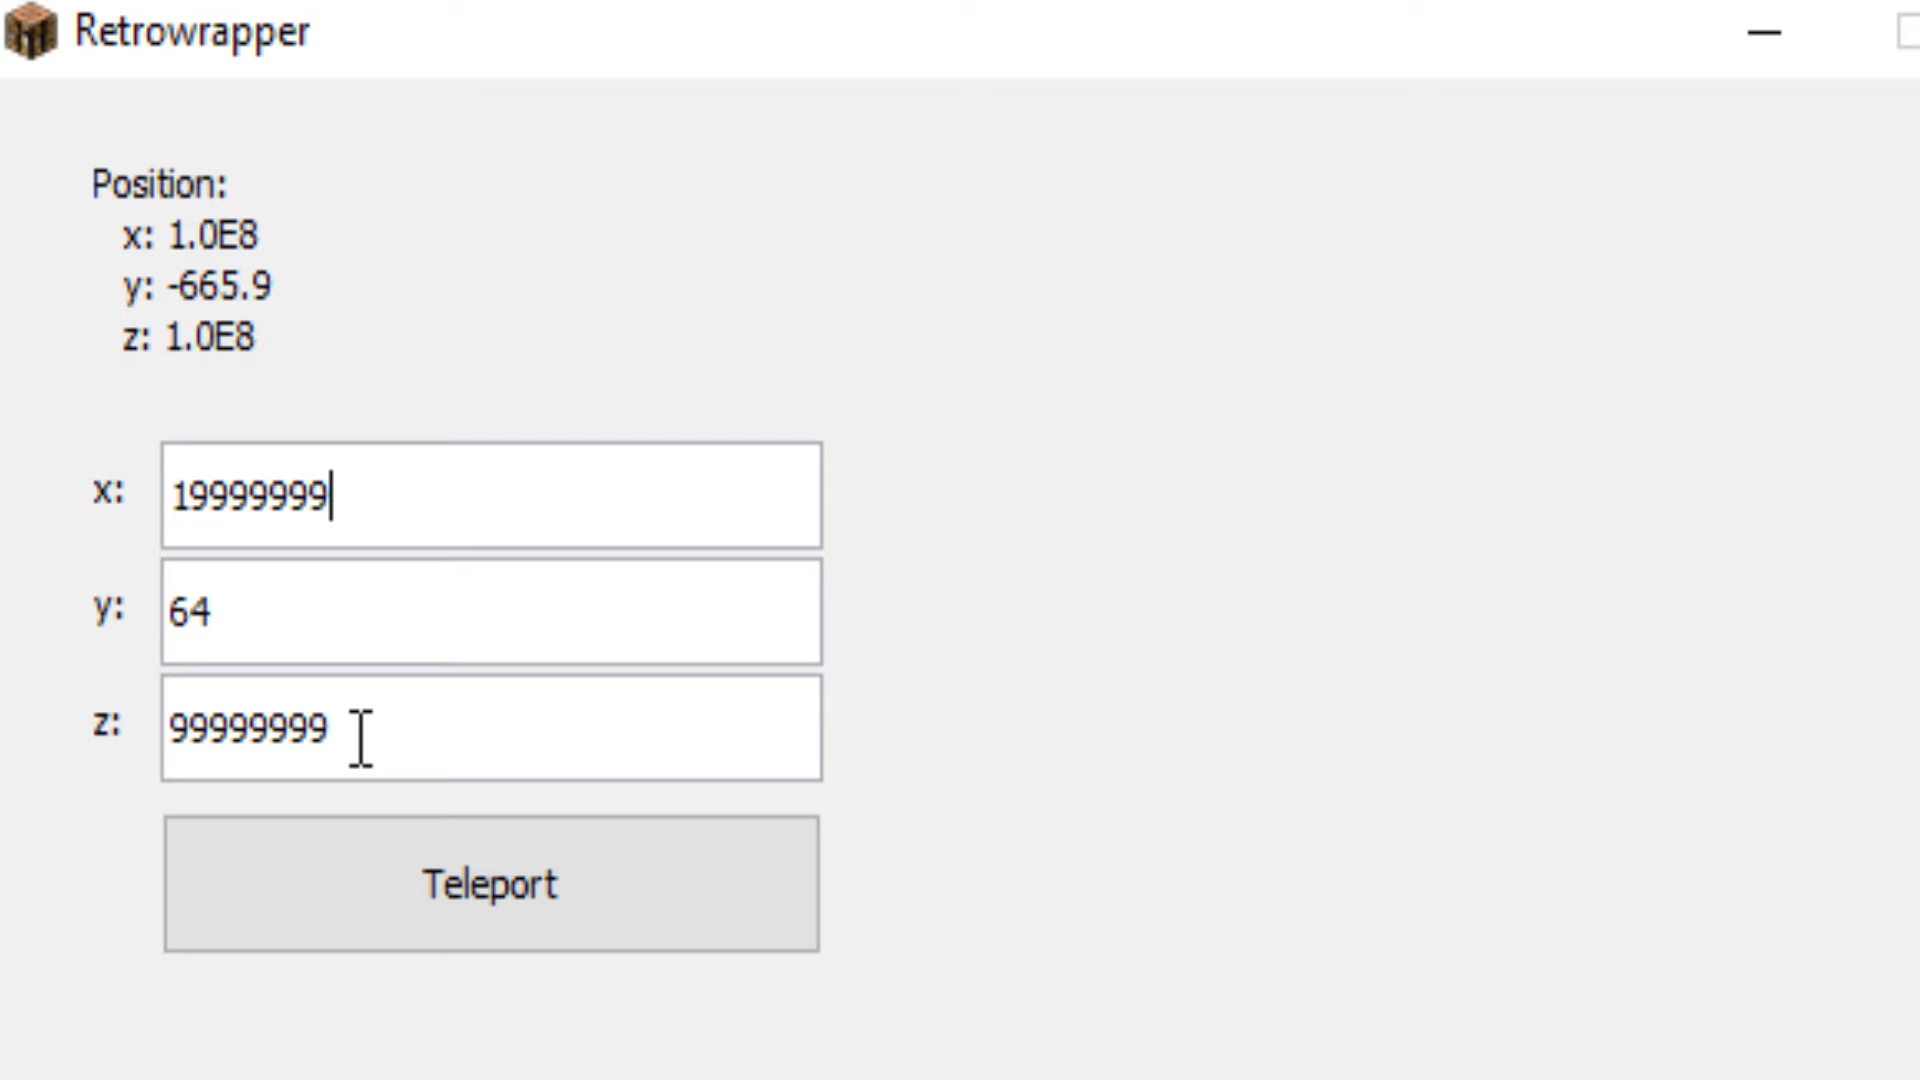 Retrowrapper
Position:
x: 1.0E8
y: -665.9
z: 1.0E8
x: 19999999
y: 64
z: 99999999
Teleport